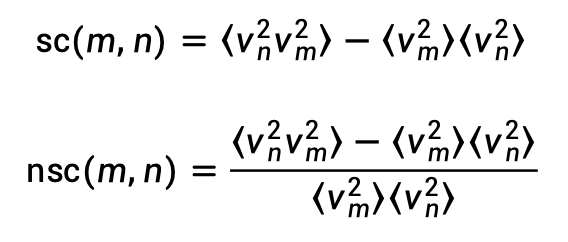 sc(m, n) = ⟨v_n^2 v_m^2⟩ − ⟨v_m^2⟩⟨v_n^2⟩
nsc(m, n) = \frac{⟨v_n^2 v_m^2⟩ − ⟨v_m^2⟩⟨v_n^2⟩}{⟨v_m^2⟩⟨v_n^2⟩}